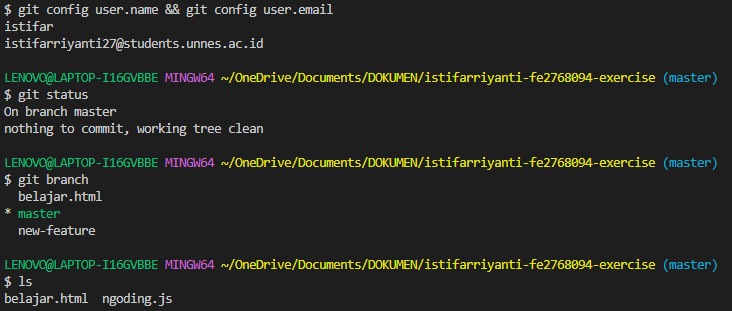 $ git config user.name && git config user.email
istifar
istifarriyanti27@students.unnes.ac.id
LENOVO@LAPTOP-I16GVBBE MINGW64 ~/OneDrive/Documents/DOKUMEN/istifarriyanti-fe2768094-exercise (master)
$ git status
On branch master
nothing to commit, working tree clean
LENOVO@LAPTOP-I16GVBBE MINGW64 ~/OneDrive/Documents/DOKUMEN/istifarriyanti-fe2768094-exercise (master)
$ git branch
  belajar.html
* master
  new-feature
LENOVO@LAPTOP-I16GVBBE MINGW64 ~/OneDrive/Documents/DOKUMEN/istifarriyanti-fe2768094-exercise (master)
$ ls
belajar.html  ngoding.js